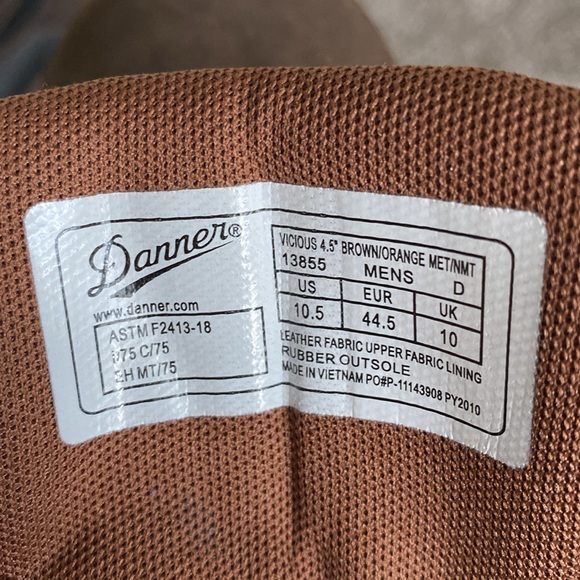 Danner®
www.danner.com
ASTM F2413-18
I/75 C/75
EH MT/75
VICIOUS 4.5" BROWN/ORANGE MET/NMT
13855 MENS D
US EUR UK
10.5 44.5 10
LEATHER FABRIC UPPER FABRIC LINING
RUBBER OUTSOLE
MADE IN VIETNAM PO#P-11143908 PY2010